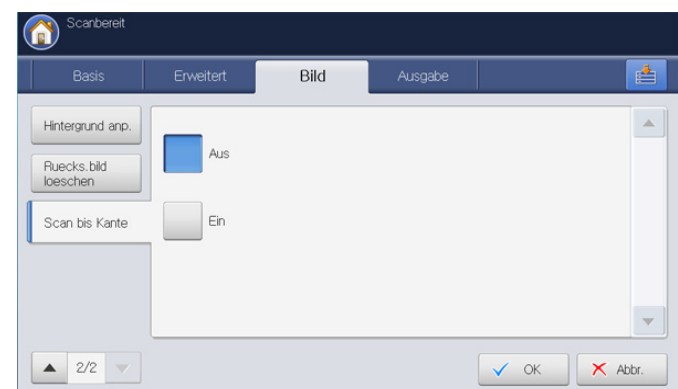 Scanbereit
Basis
Erweitert
Bild
Ausgabe
Hintergrund anp.
Ruecks.bild
loeschen
Scan bis Kante
Aus
Ein
2/2
OK
Abbr.